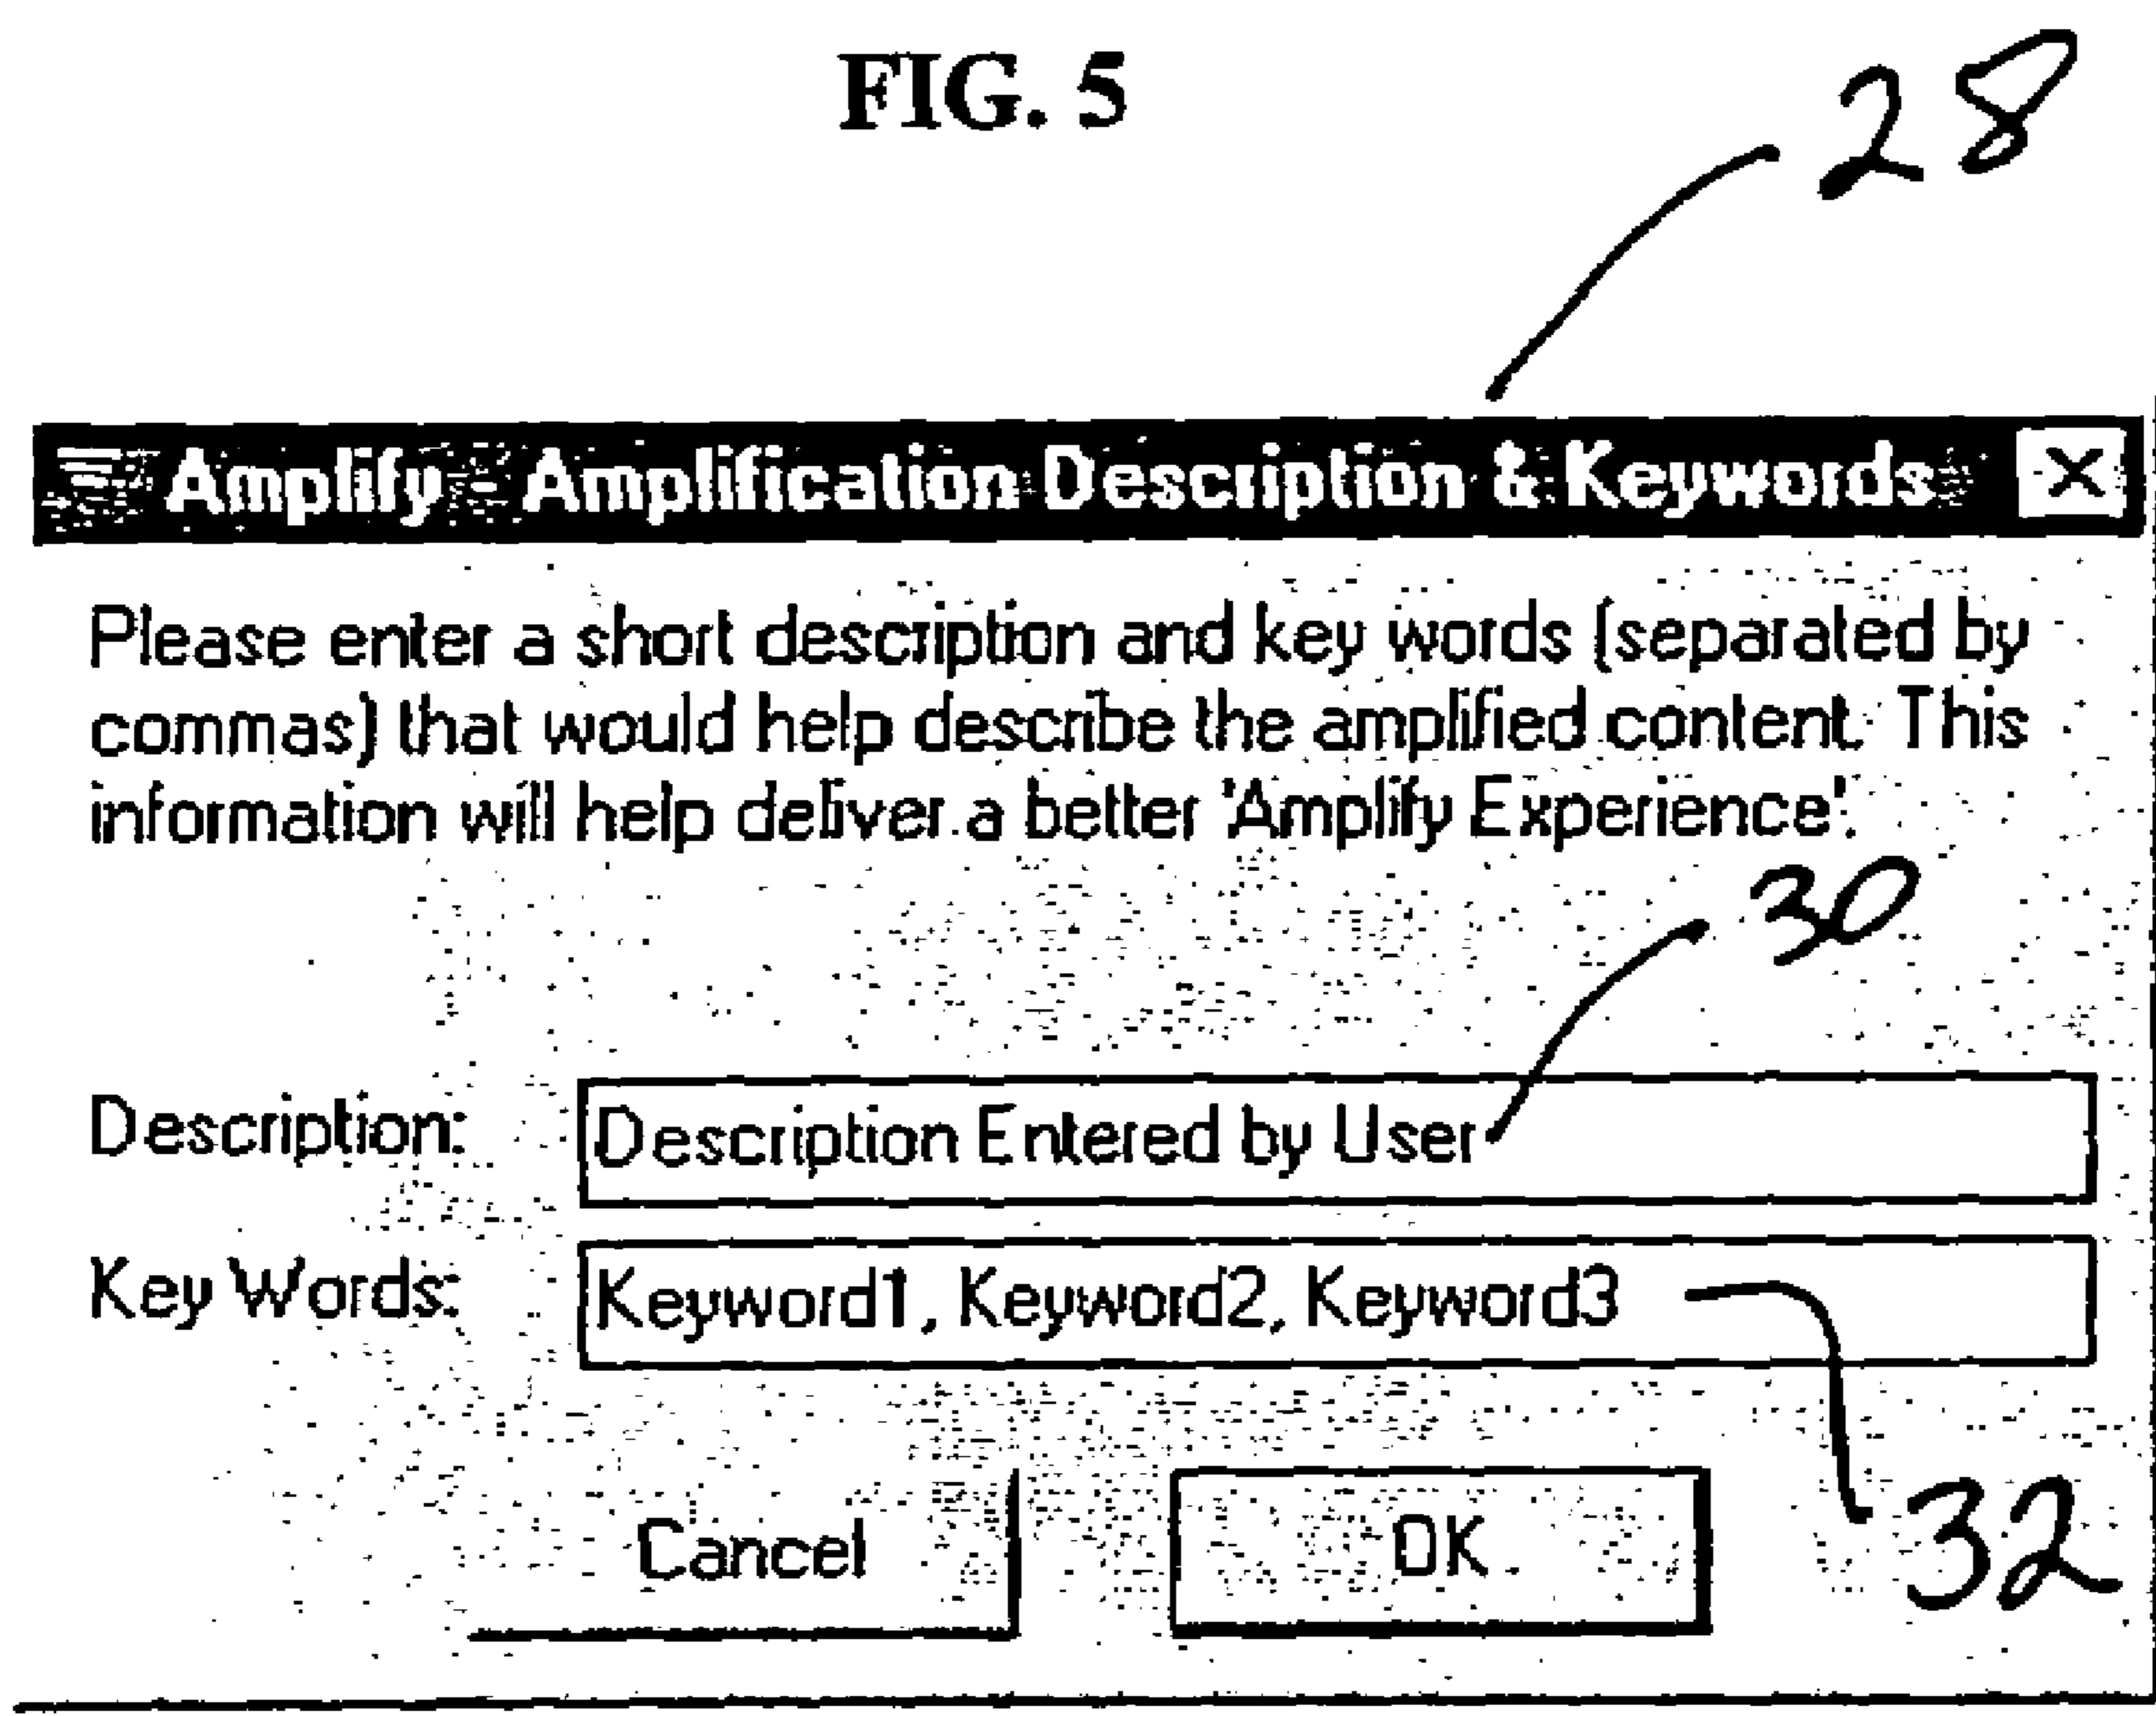 FIG. 5
28
Amplify - Amplification Description & Keywords X
Please enter a short description and key words (separated by
commas) that would help describe the amplified content. This
information will help deliver a better 'Amplify Experience'.
30
Description: Description Entered by User
Key Words: Keyword1, Keyword2, Keyword3
Cancel OK
32